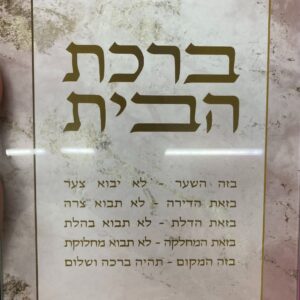 ברכת
הבית
בזה השער - לא יבוא צער
בזאת הדירה - לא תבוא צרה
בזאת הדלת - לא תבוא בהלת
בזאת המחלקה - לא תבוא מחלוקת
בזה המקום - תהיה ברכה ושלום